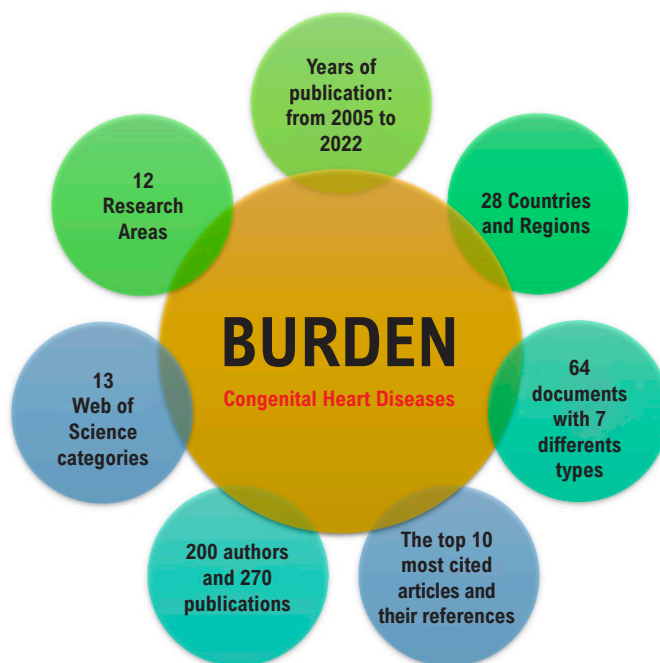 Years of
publication:
from 2005 to
2022
12
Research
Areas
28 Countries
and Regions
BURDEN
Congenital Heart Diseases
64
documents
with 7
differents
types
13
Web of
Science
categories
200 authors
and 270
publications
The top 10
most cited
articles and
their references